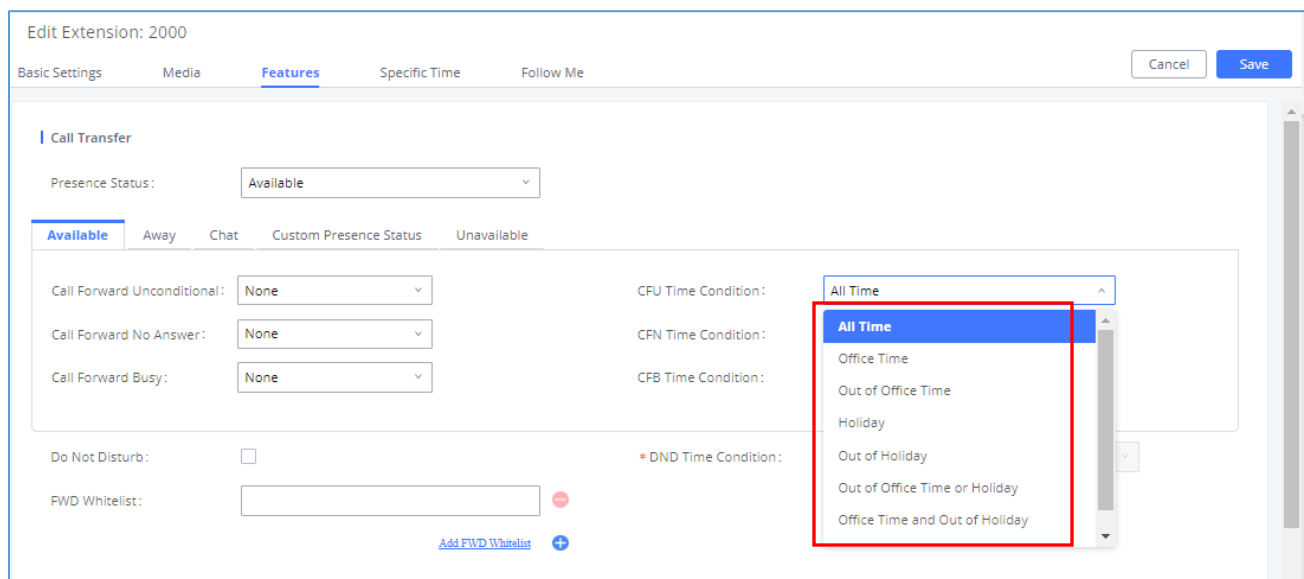 Edit Extension: 2000
Basic Settings Media Features Specific Time Follow Me Cancel Save
Call Transfer
Presence Status: Available
Available Away Chat Custom Presence Status Unavailable
Call Forward Unconditional: None CFU Time Condition: All Time
Call Forward No Answer: None CFN Time Condition: All Time
Office Time
Call Forward Busy: None CFB Time Condition: Out of Office Time
Holiday
Do Not Disturb: * DND Time Condition: Out of Holiday
FWD Whitelist: Out of Office Time or Holiday
Office Time and Out of Holiday
Add FWD Whitelist